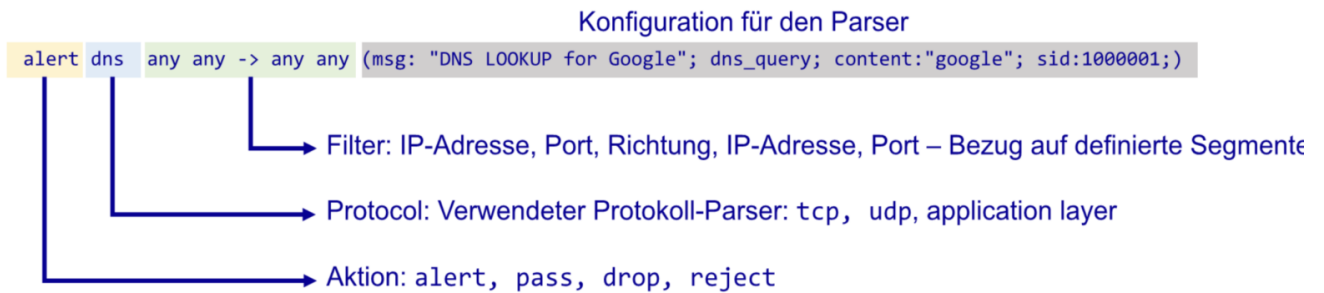 Konfiguration für den Parser
alert dns any any -> any any (msg: "DNS LOOKUP for Google"; dns_query; content:"google"; sid:1000001;)
Filter: IP-Adresse, Port, Richtung, IP-Adresse, Port – Bezug auf definierte Segmente
Protocol: Verwendeter Protokoll-Parser: tcp, udp, application layer
Aktion: alert, pass, drop, reject